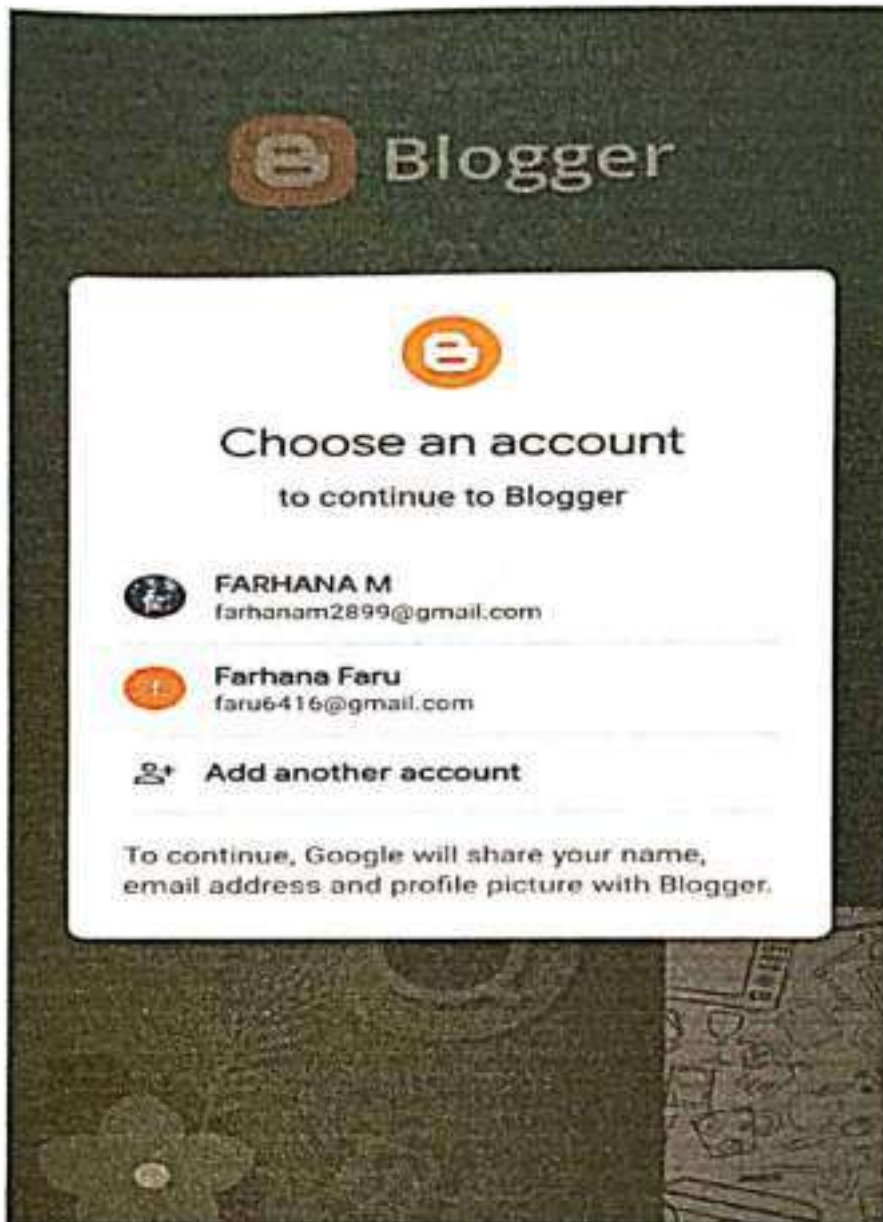 Blogger
Choose an account
to continue to Blogger
FARHANA M
farhanam2899@gmail.com
Farhana Faru
faru6416@gmail.com
Add another account
To continue, Google will share your name,
email address and profile picture with Blogger.